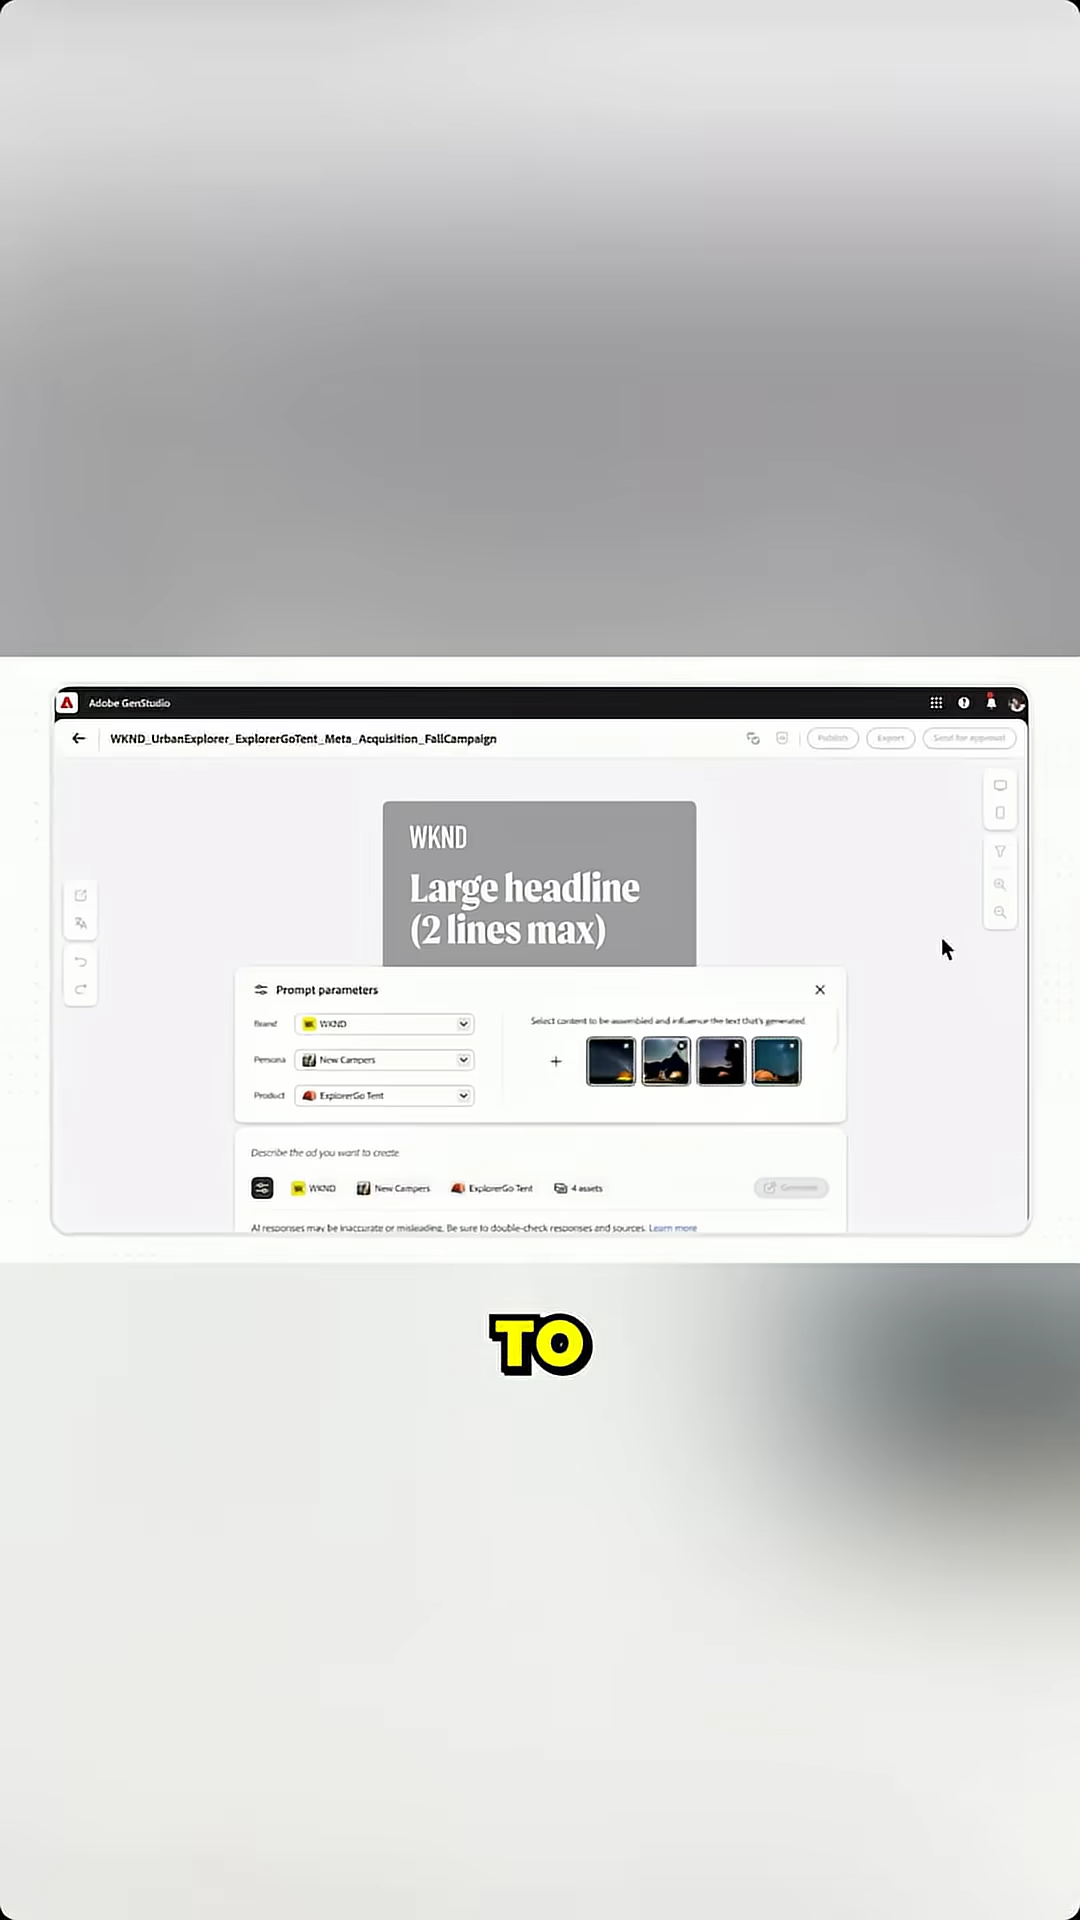 Adobe GenStudio
WKND_UrbanExplorer_ExplorerGoTent_Meta_Acquisition_FallCampaign
Publish
Export
Send for approval
WKND
Large headline
(2 lines max)
Prompt parameters
Brand
WKND
Select content to be assembled and influence the text that's generated.
Persona
New Campers
Product
ExplorerGo Tent
Describe the ad you want to create
WKND
New Campers
ExplorerGo Tent
4 assets
Generate
AI responses may be inaccurate or misleading. Be sure to double-check responses and sources. Learn more
TO